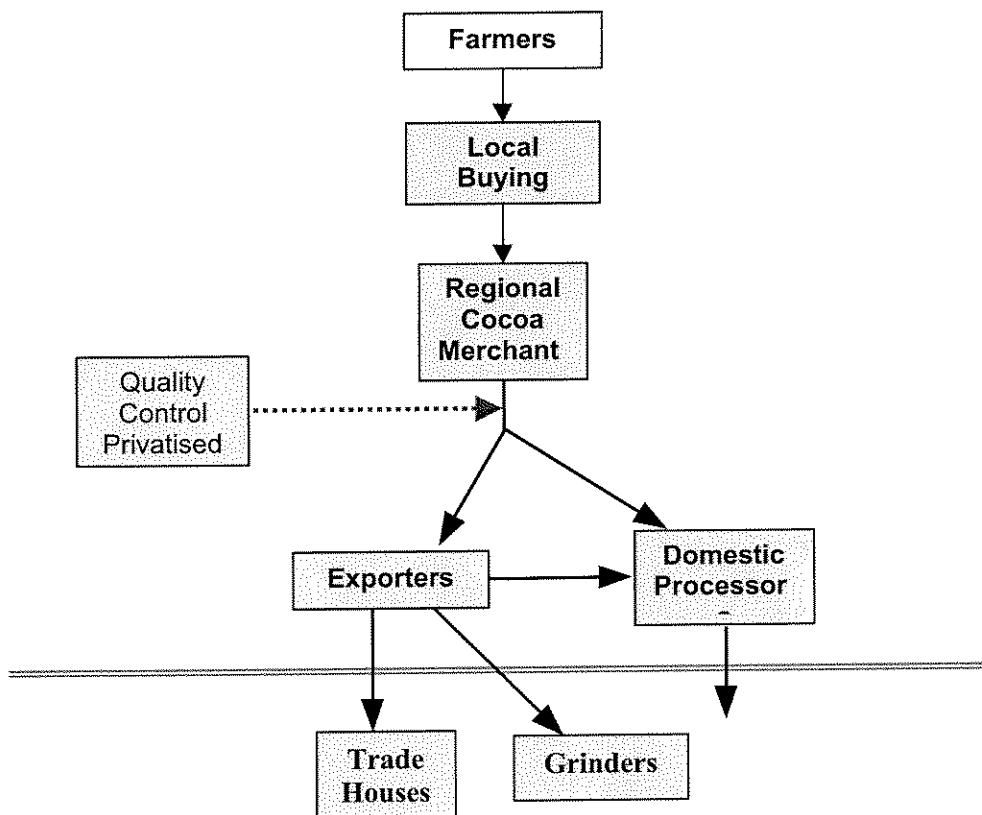 Farmers
Local
Buying
Regional
Cocoa
Merchant
Quality
Control
Privatised
Exporters
Domestic
Processor
Trade
Houses
Grinders